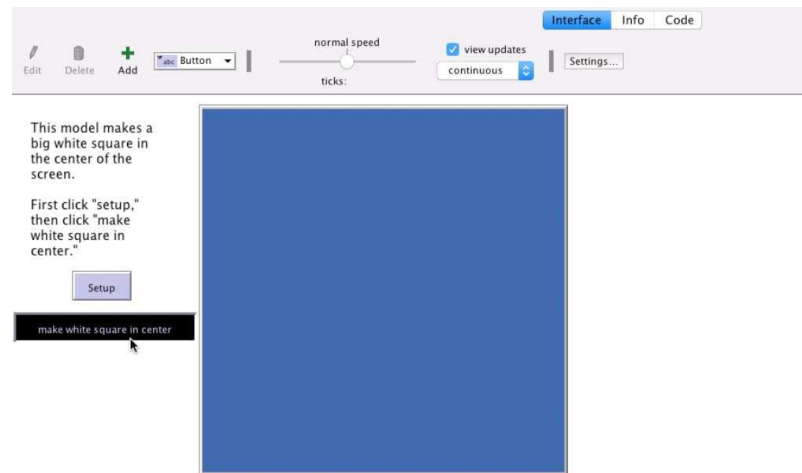 Interface Info Code
normal speed
view updates
Edit Delete Add abc Button
continuous
Settings...
ticks:
This model makes a
big white square in
the center of the
screen.
First click "setup,"
then click "make
white square in
center."
Setup
make white square in center